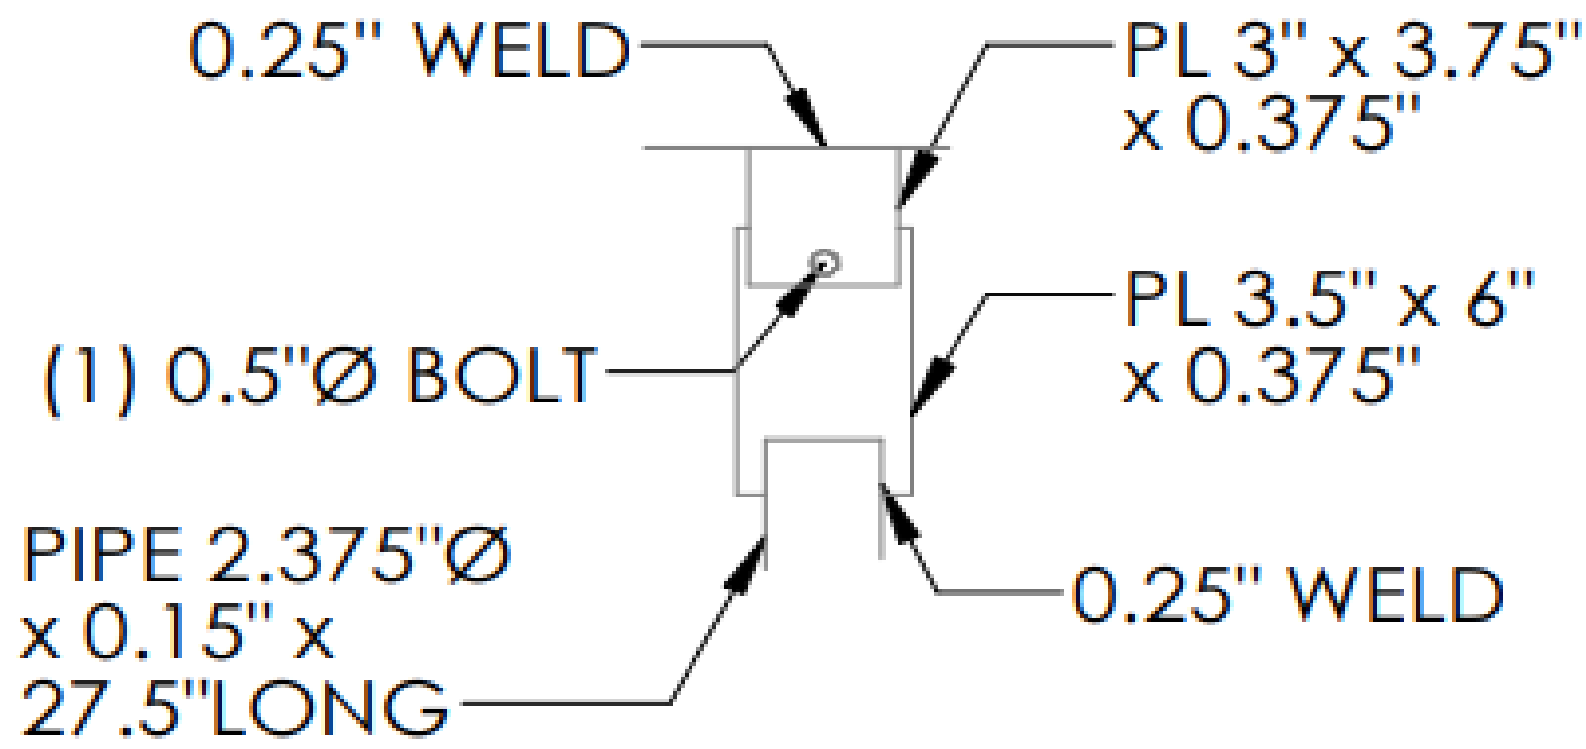 0.25" WELD
PL 3" x 3.75"
x 0.375"
PL 3.5" x 6"
x 0.375"
(1) 0.5"Ø BOLT
PIPE 2.375"Ø
x 0.15" x
27.5"LONG
0.25" WELD